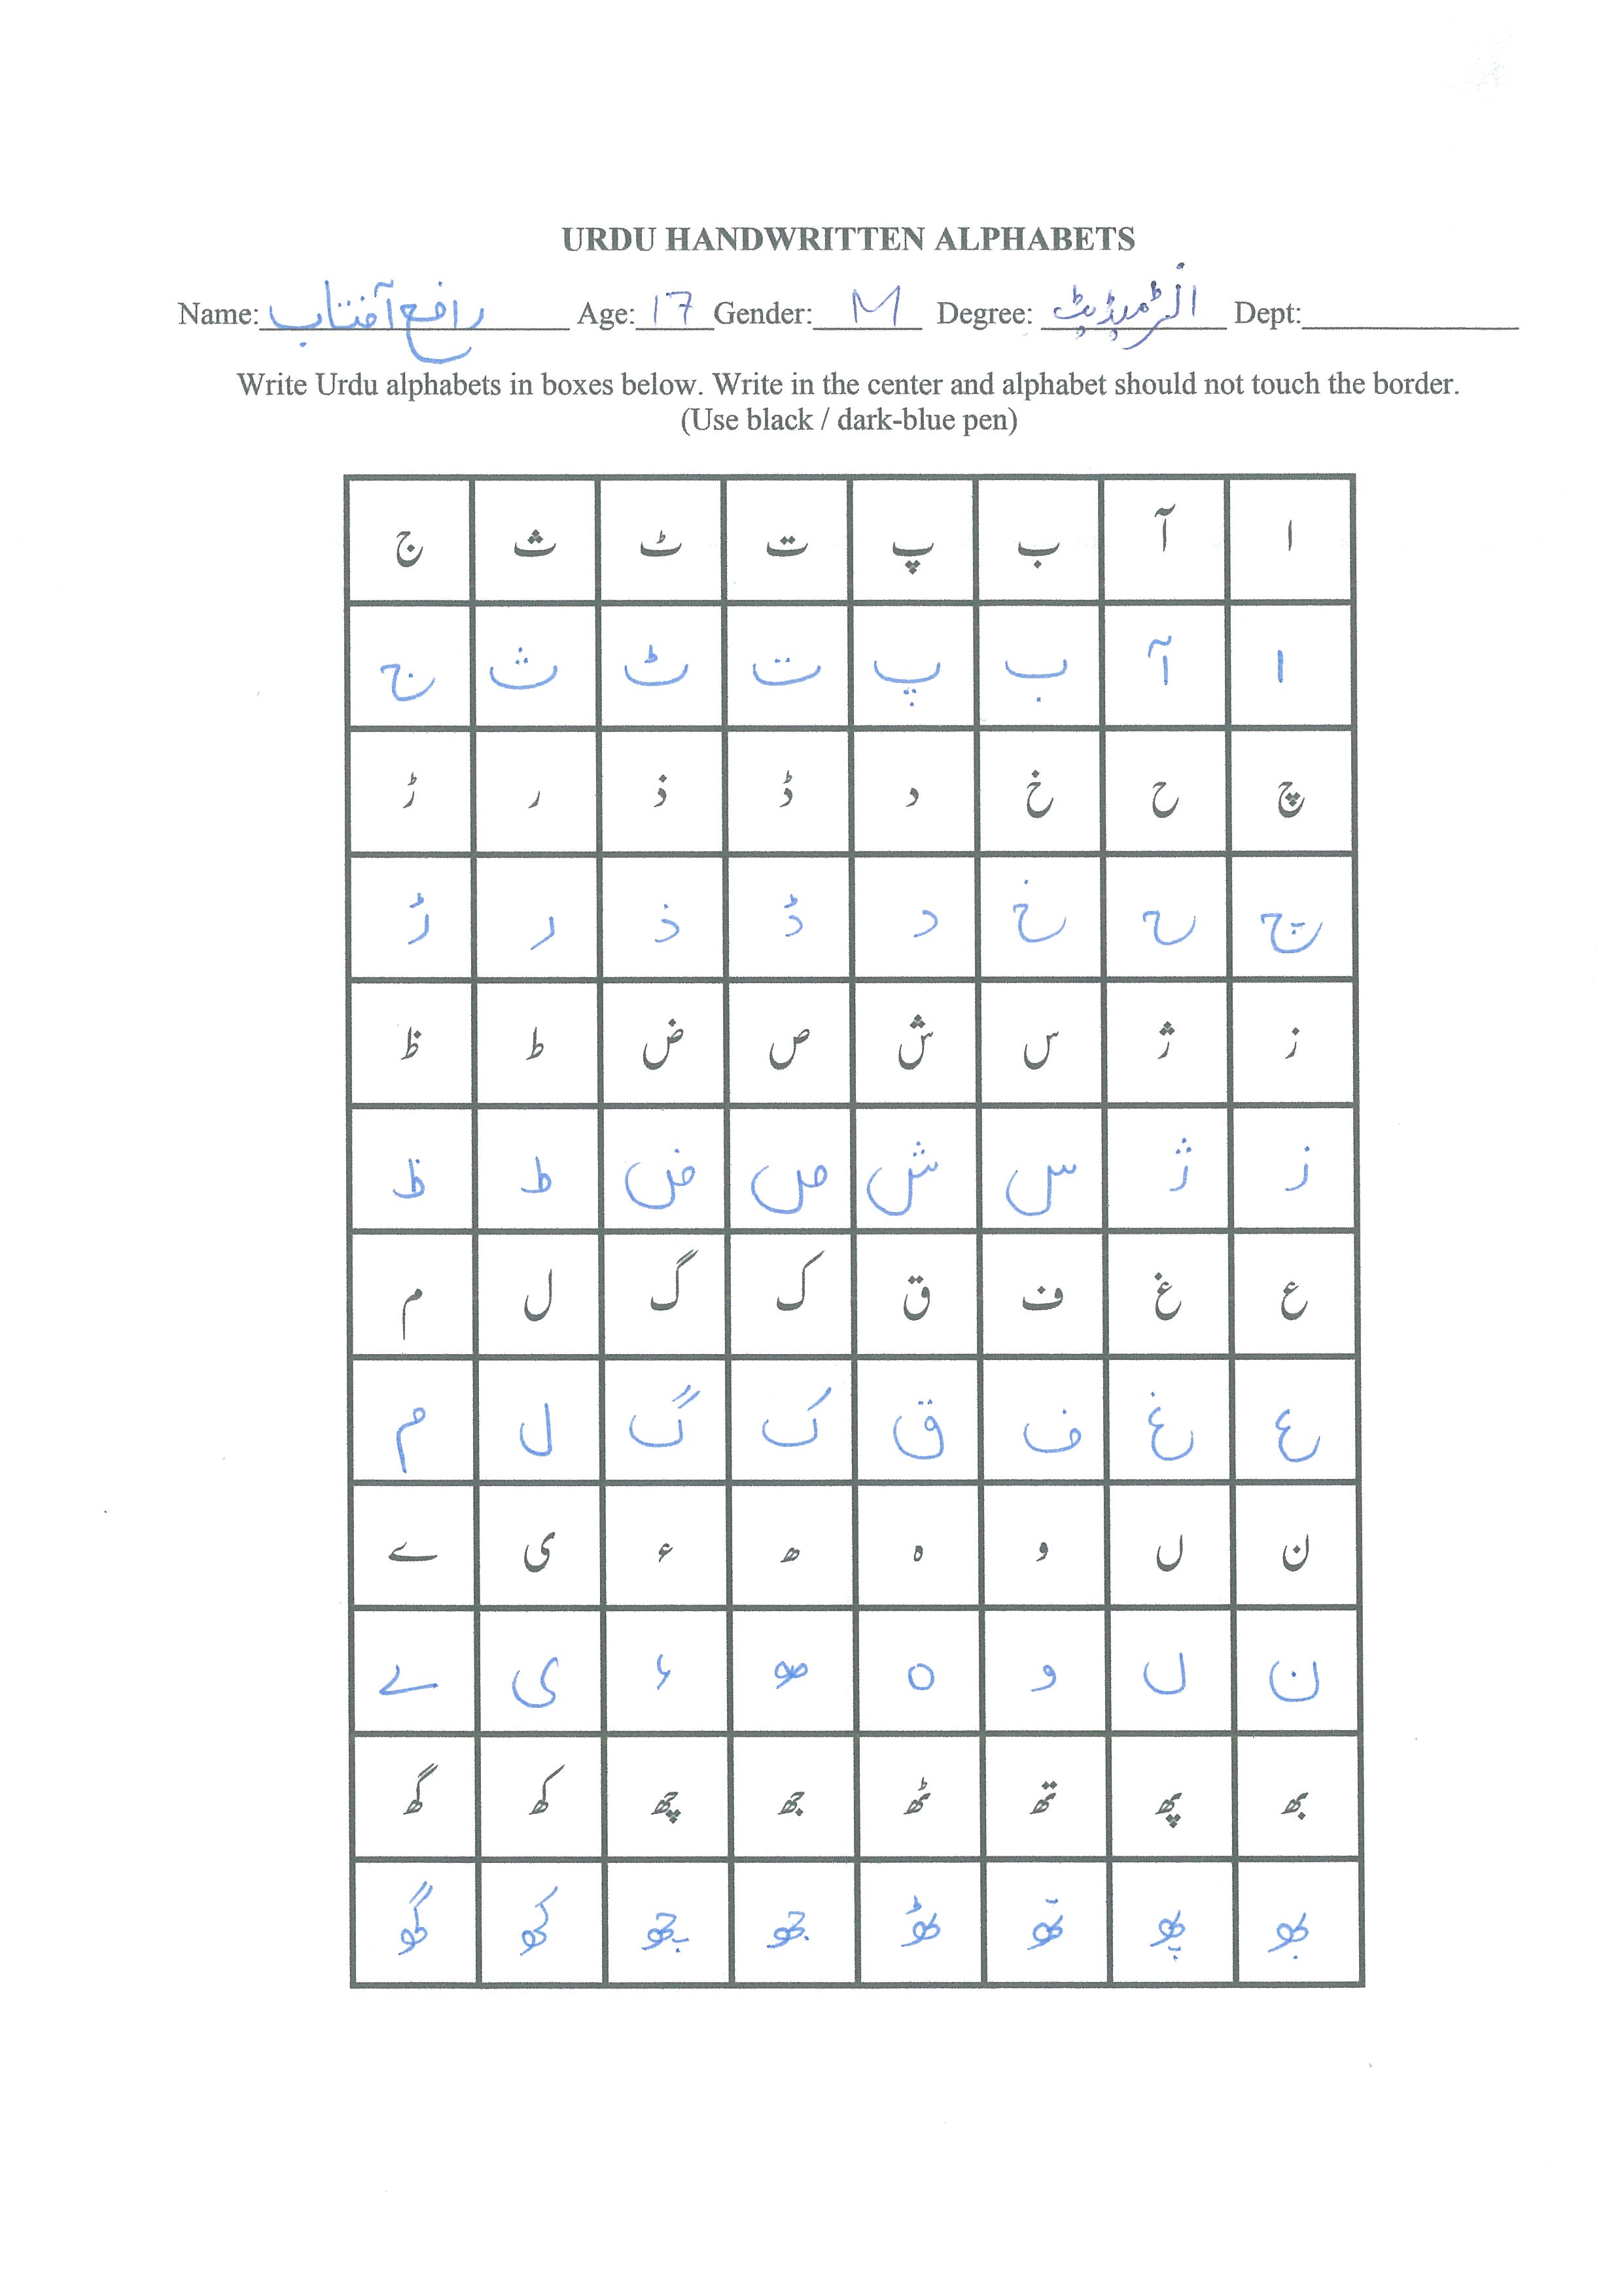 URDU HANDWRITTEN ALPHABETS
Name: رافع آفتاب Age: 17 Gender: M Degree: انٹرمیڈیٹ Dept:
Write Urdu alphabets in boxes below. Write in the center and alphabet should not touch the border.
(Use black / dark-blue pen)
ا آ ب پ ت ٹ ث ج
ا آ ب پ ت ٹ ث ج
چ ح خ د ڈ ذ ر ڑ
چ ح خ د ڈ ذ ر ڑ
ز ژ س ش ص ض ط ظ
ز ژ س ش ص ض ط ظ
ع غ ف ق ک گ ل م
ع غ ف ق ک گ ل م
ن ں و ہ ھ ء ی ے
ن ں و ہ ھ ء ی ے
بھ پھ تھ ٹھ جھ چھ کھ گھ
بھ پھ تھ ٹھ جھ چھ کھ گھ